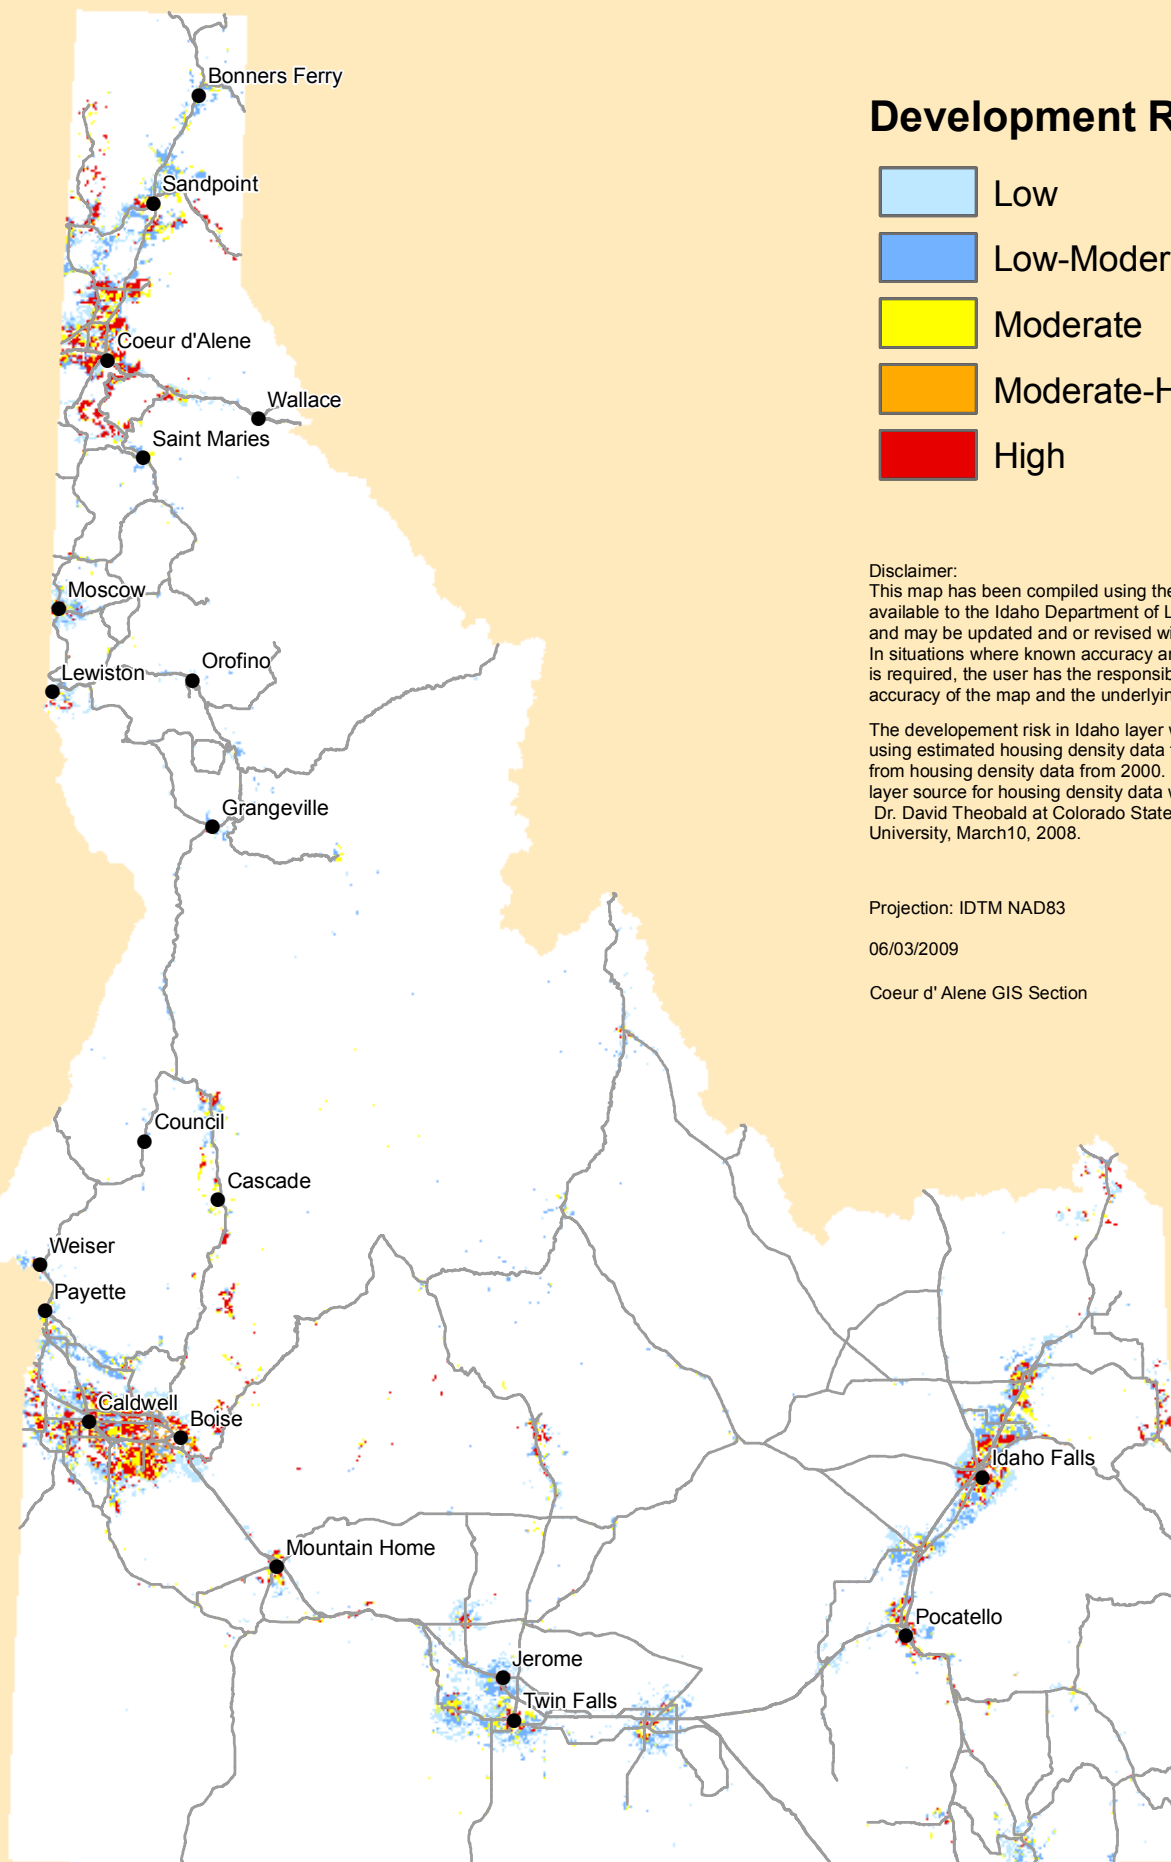 Bonners Ferry
Development R
Low
Sandpoint
Low-Moder
Moderate
Coeur d'Alene
Moderate-H
Wallace
Saint Maries
High
Disclaimer:
This map has been compiled using the
available to the Idaho Department of L
and may be updated and or revised wi
In situations where known accuracy an
is required, the user has the responsib
accuracy of the map and the underlyin
Moscow
Orofino
Lewiston
The developement risk in Idaho layer w
using estimated housing density data
from housing density data from 2000.
layer source for housing density data w
Dr. David Theobald at Colorado State
University, March10, 2008.
Grangeville
Projection: IDTM NAD83
06/03/2009
Coeur d' Alene GIS Section
Council
Cascade
Weiser
Payette
Caldwell
Boise
Idaho Falls
Mountain Home
Pocatello
Jerome
Twin Falls